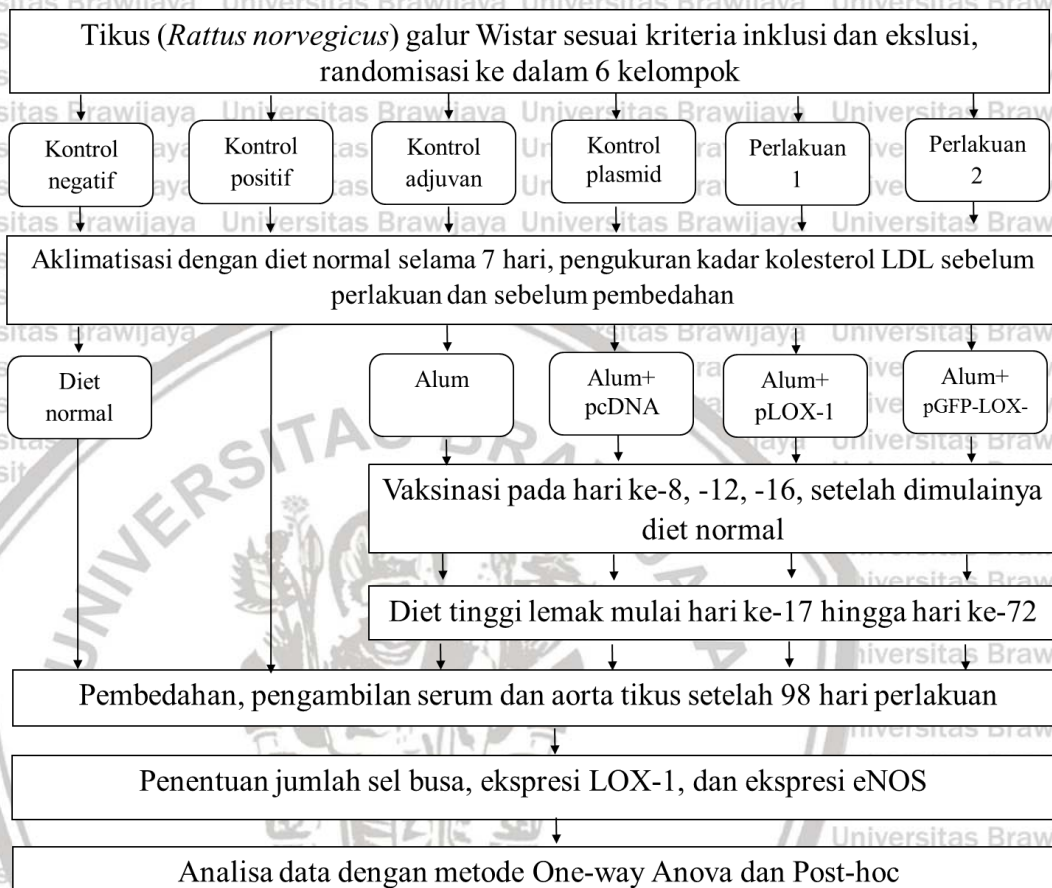 Tikus (Rattus norvegicus) galur Wistar sesuai kriteria inklusi dan ekslusi,
randomisasi ke dalam 6 kelompok
Kontrol
negatif
Kontrol
positif
Kontrol
adjuvan
Kontrol
plasmid
Perlakuan
1
Perlakuan
2
Aklimatisasi dengan diet normal selama 7 hari, pengukuran kadar kolesterol LDL sebelum
perlakuan dan sebelum pembedahan
Diet
normal
Alum
Alum+
pcDNA
Alum+
pLOX-1
Alum+
pGFP-LOX-
Vaksinasi pada hari ke-8, -12, -16, setelah dimulainya
diet normal
Diet tinggi lemak mulai hari ke-17 hingga hari ke-72
Pembedahan, pengambilan serum dan aorta tikus setelah 98 hari perlakuan
Penentuan jumlah sel busa, ekspresi LOX-1, dan ekspresi eNOS
Analisa data dengan metode One-way Anova dan Post-hoc
UNIVERSITAS BRAWIJAYA
Universitas Brawijaya